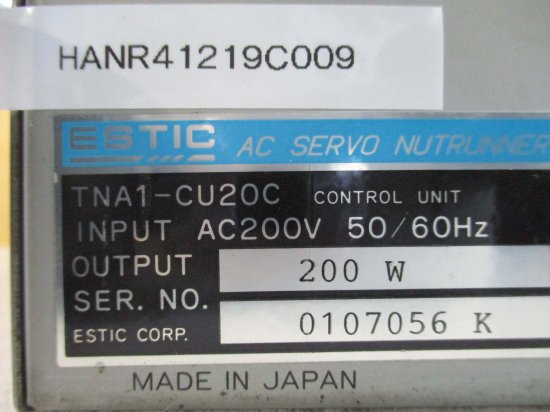 HANR41219C009
ESTIC AC SERVO NUTRUNNER
TNA1-CU20C CONTROL UNIT
INPUT AC200V 50/60Hz
OUTPUT 200 W
SER. NO. 0107056 K
ESTIC CORP.
MADE IN JAPAN